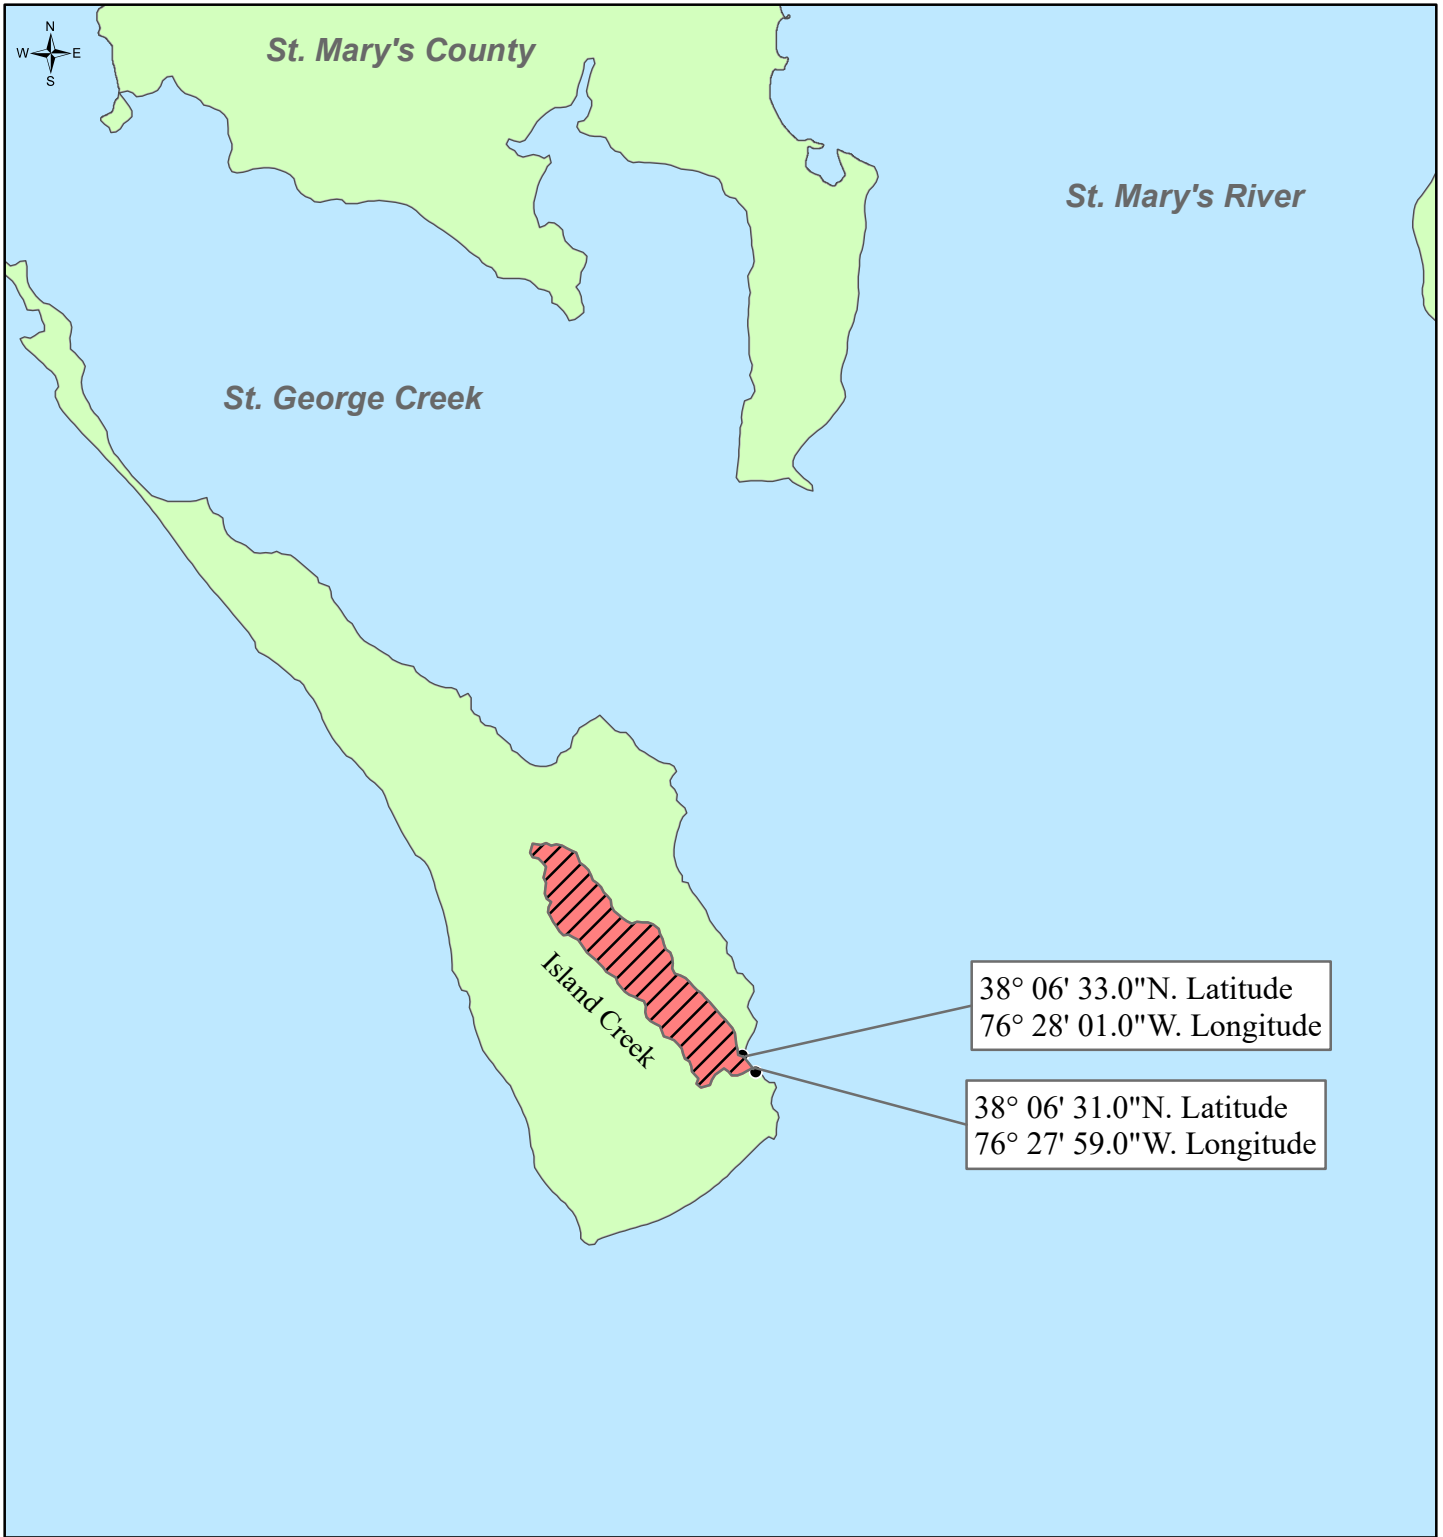 N
W E
S
St. Mary's County
St. Mary's River
St. George Creek
Island Creek
38° 06' 33.0"N. Latitude
76° 28' 01.0"W. Longitude
38° 06' 31.0"N. Latitude
76° 27' 59.0"W. Longitude